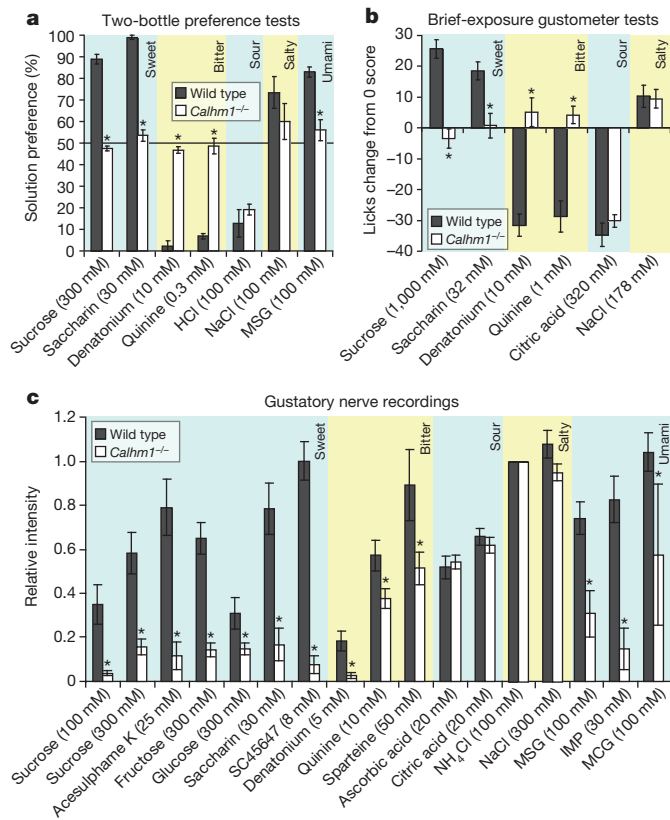 a
Two-bottle preference tests
Solution preference (%)
100
90
80
70
60
50
40
30
20
10
0
Sweet
Bitter
Sour
Salty
Umami
Wild type
Calhm1−/−
*
*
*
*
*
Sucrose (300 mM)
Saccharin (30 mM)
Denatonium (10 mM)
Quinine (0.3 mM)
HCl (100 mM)
NaCl (100 mM)
MSG (100 mM)
b
Brief-exposure gustometer tests
Licks change from 0 score
30
20
10
0
−10
−20
−30
−40
Sweet
Bitter
Sour
Salty
*
*
*
*
Wild type
Calhm1−/−
Sucrose (1,000 mM)
Saccharin (32 mM)
Denatonium (10 mM)
Quinine (1 mM)
Citric acid (320 mM)
NaCl (178 mM)
c
Gustatory nerve recordings
Relative intensity
1.2
1.0
0.8
0.6
0.4
0.2
0
Wild type
Calhm1−/−
Sweet
Bitter
Sour
Salty
Umami
*
*
*
*
*
*
*
*
*
*
*
*
*
Sucrose (100 mM)
Sucrose (300 mM)
Acesulphame K (25 mM)
Fructose (300 mM)
Glucose (300 mM)
Saccharin (30 mM)
SC45647 (8 mM)
Denatonium (5 mM)
Quinine (10 mM)
Sparteine (50 mM)
Ascorbic acid (20 mM)
Citric acid (20 mM)
NH4 Cl (100 mM)
NaCl (300 mM)
MSG (100 mM)
IMP (30 mM)
MCG (100 mM)